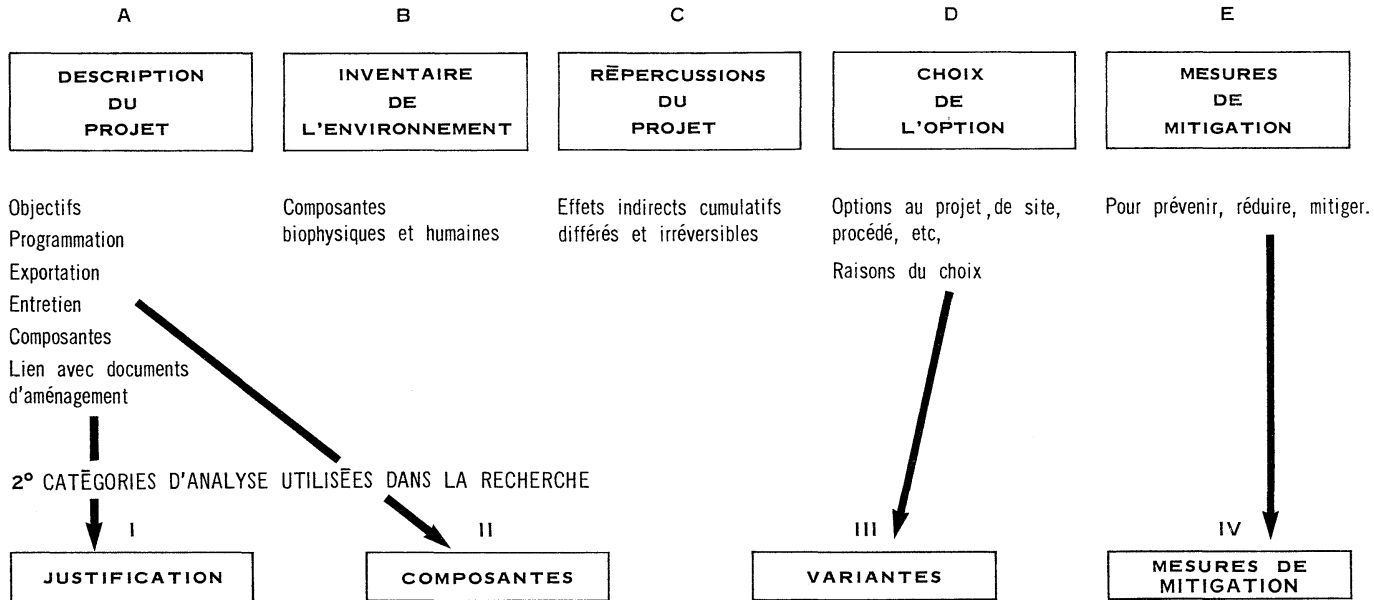 A
B
C
D
E
DESCRIPTION
DU
PROJET
INVENTAIRE
DE
L'ENVIRONNEMENT
RĒPERCUSSIONS
DU
PROJET
CHOIX
DE
L'OPTION
MESURES
DE
MITIGATION
Objectifs
Programmation
Exportation
Entretien
Composantes
Lien avec documents
d'aménagement
Composantes
biophysiques et humaines
Effets indirects cumulatifs
différés et irréversibles
Options au projet, de site,
procédé, etc,
Raisons du choix
Pour prévenir, réduire, mitiger.
2° CATĒGORIES D'ANALYSE UTILISĒES DANS LA RECHERCHE
I
II
III
IV
JUSTIFICATION
COMPOSANTES
VARIANTES
MESURES DE
MITIGATION